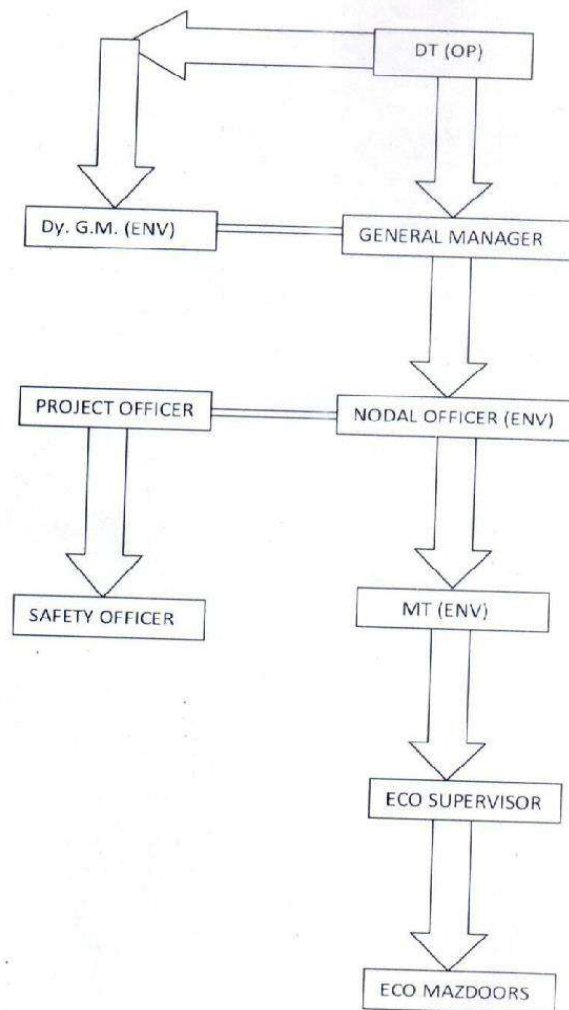 DT (OP)
Dy. G.M. (ENV)
GENERAL MANAGER
PROJECT OFFICER
NODAL OFFICER (ENV)
SAFETY OFFICER
MT (ENV)
ECO SUPERVISOR
ECO MAZDOORS